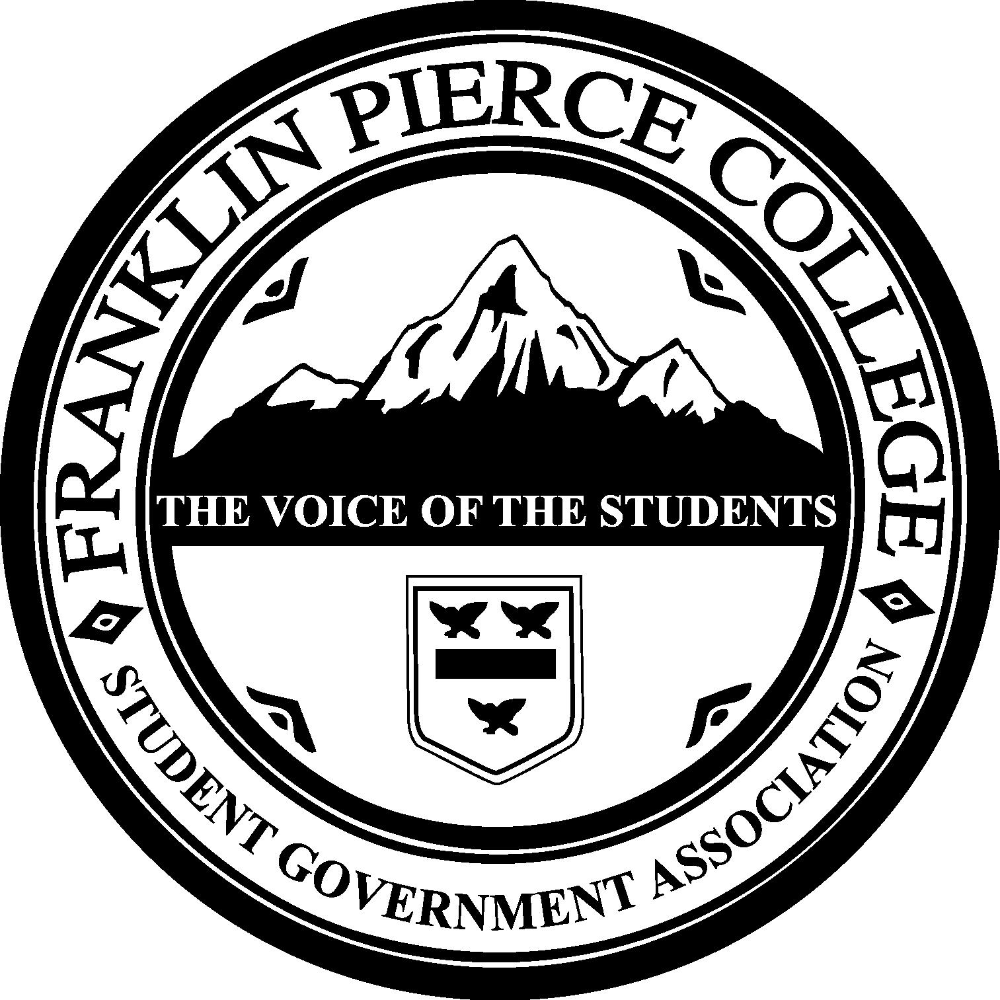 FRANKLIN PIERCE COLLEGE
THE VOICE OF THE STUDENTS
STUDENT GOVERNMENT ASSOCIATION